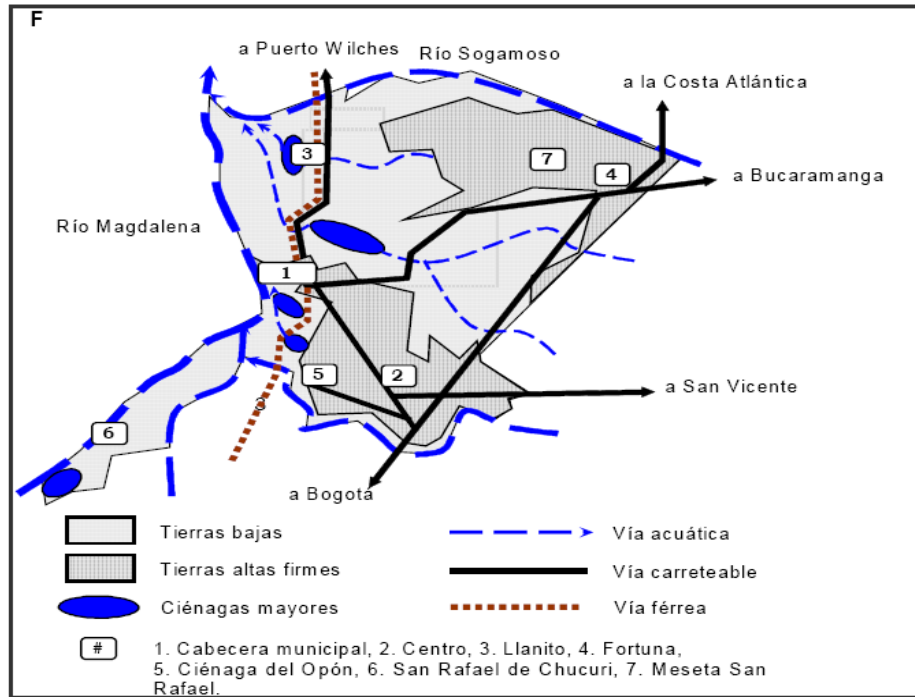 F
a Puerto Wilches
Río Sogamoso
a la Costa Atlántica
3
7
4
a Bucaramanga
Río Magdalena
1
5
2
a San Vicente
3
6
a Bogotá
Tierras bajas
Vía acuática
Tierras altas firmes
Vía carreteable
Ciénagas mayores
Vía férrea
#
1. Cabecera municipal, 2. Centro, 3. Llanito, 4. Fortuna,
5. Ciénaga del Opón, 6. San Rafael de Chucuri, 7. Meseta San
Rafael.